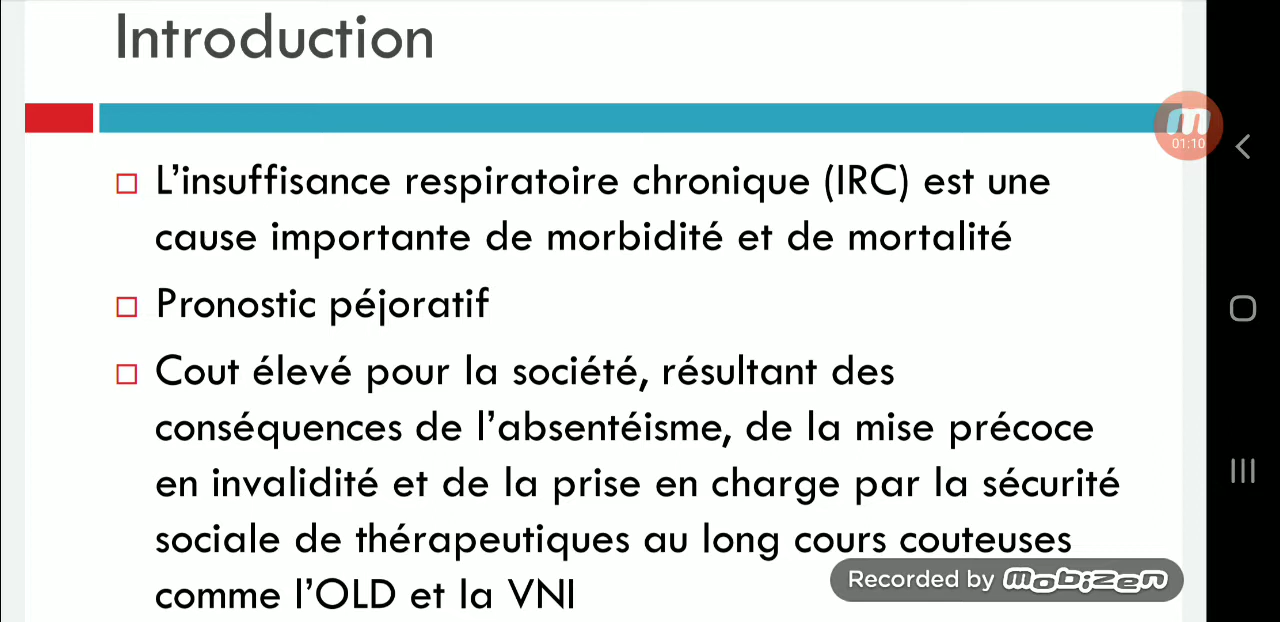 Introduction
L'insuffisance respiratoire chronique (IRC) est une
cause importante de morbidité et de mortalité
Pronostic péjoratif
Cout élevé pour la société, résultant des
conséquences de l'absentéisme, de la mise précoce
en invalidité et de la prise en charge par la sécurité
sociale de thérapeutiques au long cours couteuses
comme l'OLD et la VNI
01:10
Recorded by mobizen